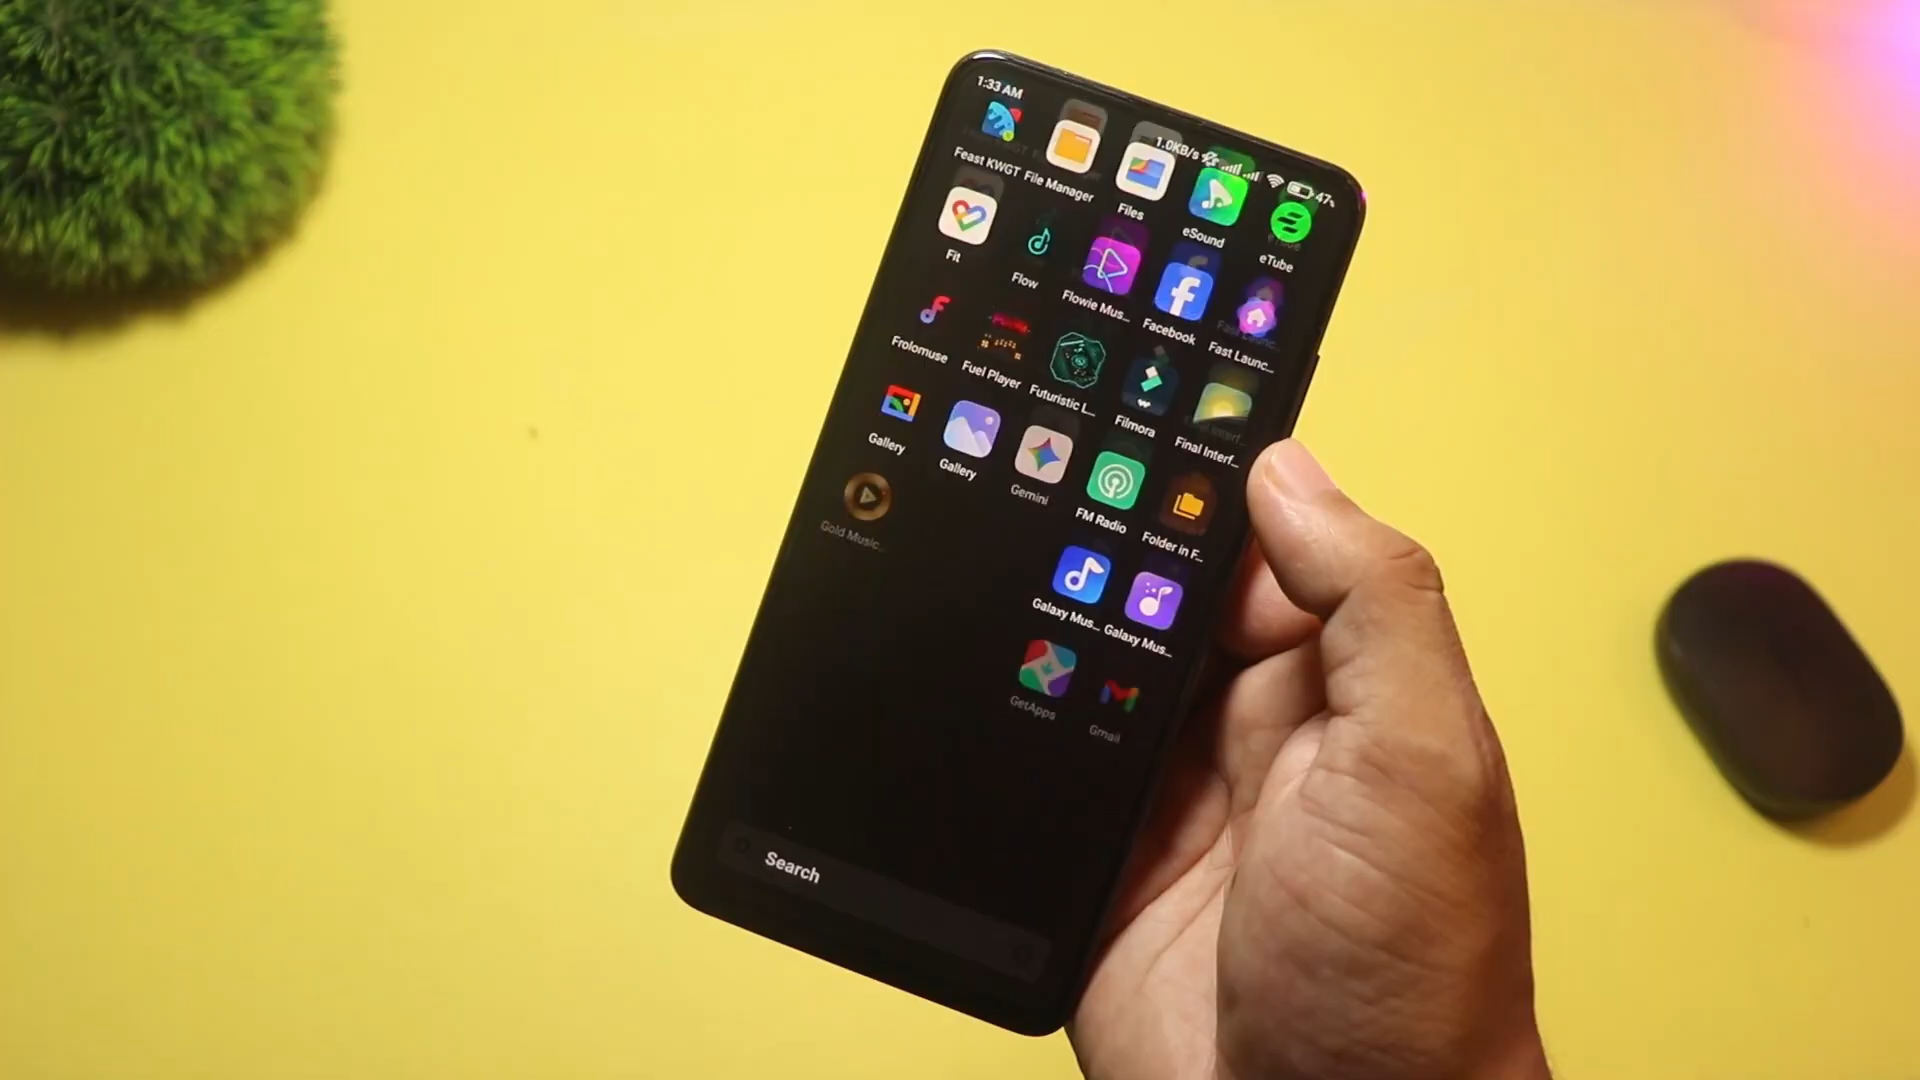 1:33 AM
1.0KB/s 47%
Feast KWGT File Manager Files eSound eTube
Fit Flow Flowie Mus... Facebook Fast Launc...
Frolomuse Fuel Player Futuristic L... Filmora Final Interf...
Gallery Gallery Gemini FM Radio Folder in F...
Gold Music... Galaxy Mus... Galaxy Mus...
GetApps Gmail
Search